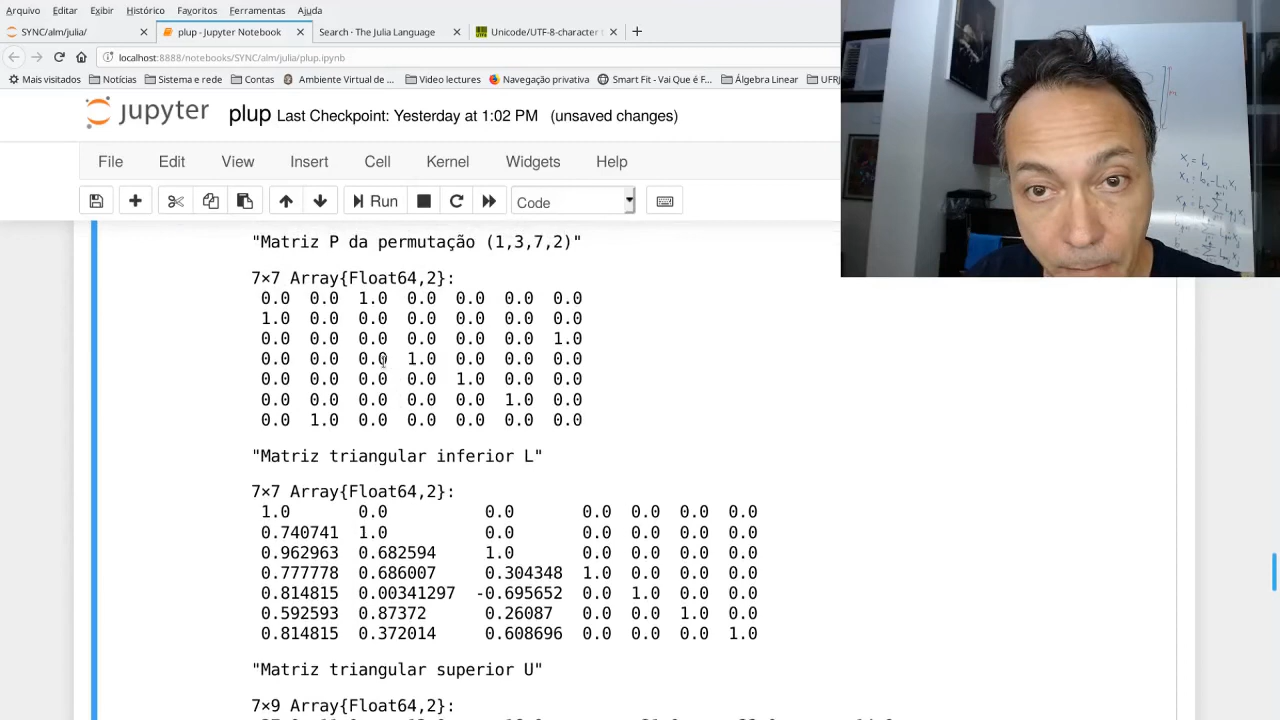 Arquivo Editar Exibir Histórico Favoritos Ferramentas Ajuda
SYNC/alm/julia/ plup - Jupyter Notebook Search · The Julia Language Unicode/UTF-8-character
localhost:8888/notebooks/SYNC/alm/julia/plup.ipynb
Mais visitados Notícias Sistema e rede Contas Ambiente Virtual de ... Video lectures Navegação privativa Smart Fit - Vai Que é F... Álgebra Linear UFRJ
jupyter plup Last Checkpoint: Yesterday at 1:02 PM (unsaved changes)
File Edit View Insert Cell Kernel Widgets Help
Run Code
"Matriz P da permutação (1,3,7,2)"
7×7 Array{Float64,2}:
0.0 0.0 1.0 0.0 0.0 0.0 0.0
1.0 0.0 0.0 0.0 0.0 0.0 0.0
0.0 0.0 0.0 0.0 0.0 0.0 1.0
0.0 0.0 0.0 1.0 0.0 0.0 0.0
0.0 0.0 0.0 0.0 1.0 0.0 0.0
0.0 0.0 0.0 0.0 0.0 1.0 0.0
0.0 1.0 0.0 0.0 0.0 0.0 0.0
"Matriz triangular inferior L"
7×7 Array{Float64,2}:
1.0 0.0 0.0 0.0 0.0 0.0 0.0
0.740741 1.0 0.0 0.0 0.0 0.0 0.0
0.962963 0.682594 1.0 0.0 0.0 0.0 0.0
0.777778 0.686007 0.304348 1.0 0.0 0.0 0.0
0.814815 0.00341297 -0.695652 0.0 1.0 0.0 0.0
0.592593 0.87372 0.26087 0.0 0.0 1.0 0.0
0.814815 0.372014 0.608696 0.0 0.0 0.0 1.0
"Matriz triangular superior U"
7×9 Array{Float64,2}: